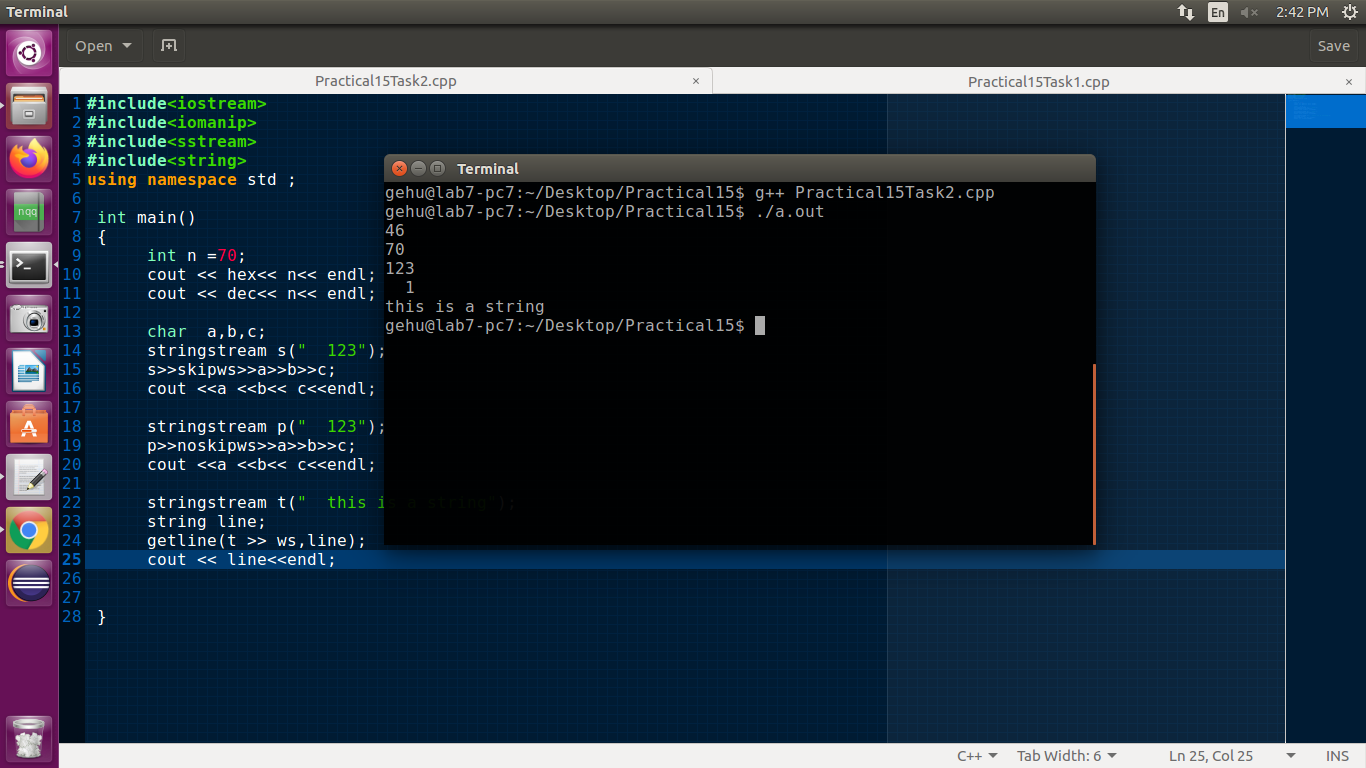 Terminal
En
2:42 PM
Open
Save
Practical15Task2.cpp ×
Practical15Task1.cpp ×
1 #include<iostream>
2 #include<iomanip>
3 #include<sstream>
4 #include<string>
5 using namespace std ;
6
7 int main()
8 {
9 int n =70;
10 cout << hex<< n<< endl;
11 cout << dec<< n<< endl;
12
13 char  a,b,c;
14 stringstream s("  123");
15 s>>skipws>>a>>b>>c;
16 cout <<a <<b<< c<<endl;
17
18 stringstream p("  123");
19 p>>noskipws>>a>>b>>c;
20 cout <<a <<b<< c<<endl;
21
22 stringstream t("  this is a string");
23 string line;
24 getline(t >> ws,line);
25 cout << line<<endl;
26
27
28 }
Terminal
gehu@lab7-pc7:~/Desktop/Practical15$ g++ Practical15Task2.cpp
gehu@lab7-pc7:~/Desktop/Practical15$ ./a.out
46
70
123
  1
this is a string
gehu@lab7-pc7:~/Desktop/Practical15$
nqq
>_
A
C++
Tab Width: 6
Ln 25, Col 25
INS